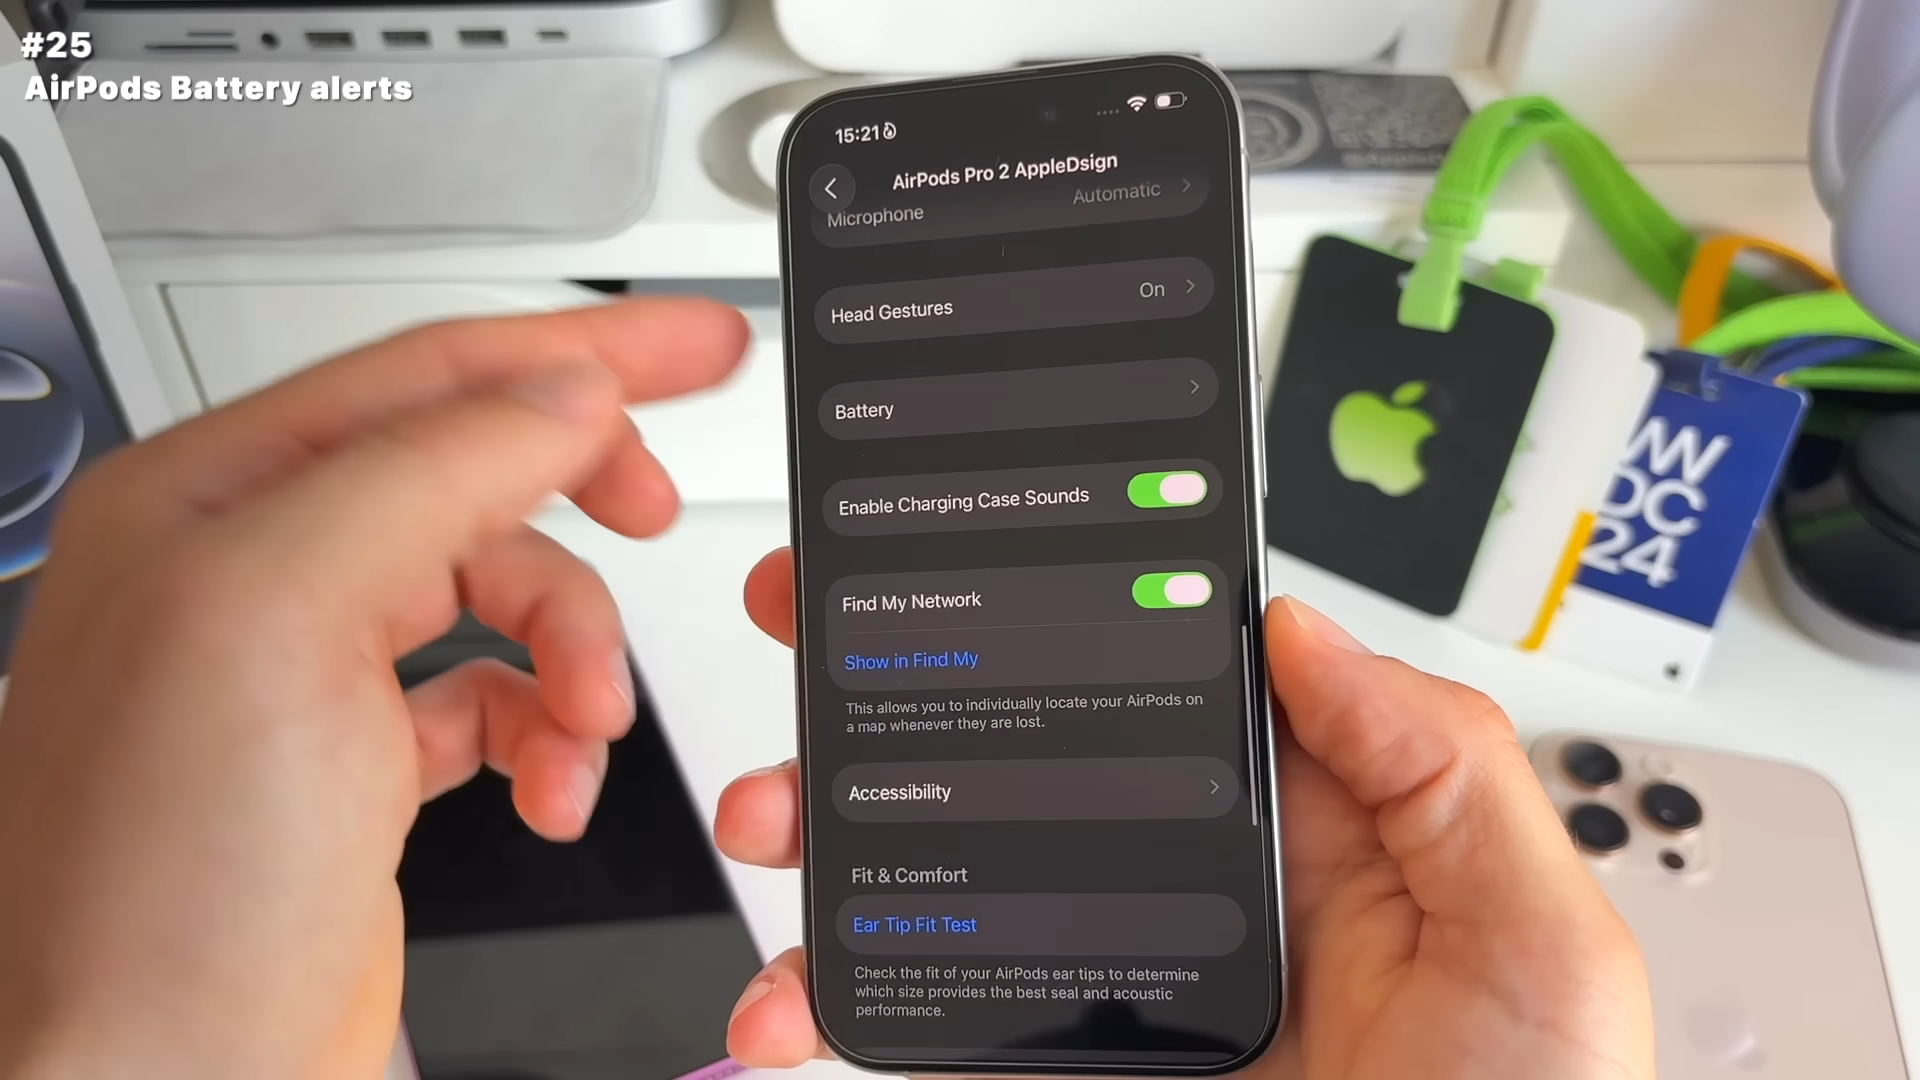 #25
AirPods Battery alerts
15:21
AirPods Pro 2 AppleDsign
Microphone
Automatic
Head Gestures
On
Battery
Enable Charging Case Sounds
Find My Network
Show in Find My
This allows you to individually locate your AirPods on
a map whenever they are lost.
Accessibility
Fit & Comfort
Ear Tip Fit Test
Check the fit of your AirPods ear tips to determine
which size provides the best seal and acoustic
performance.
WW
DC
24